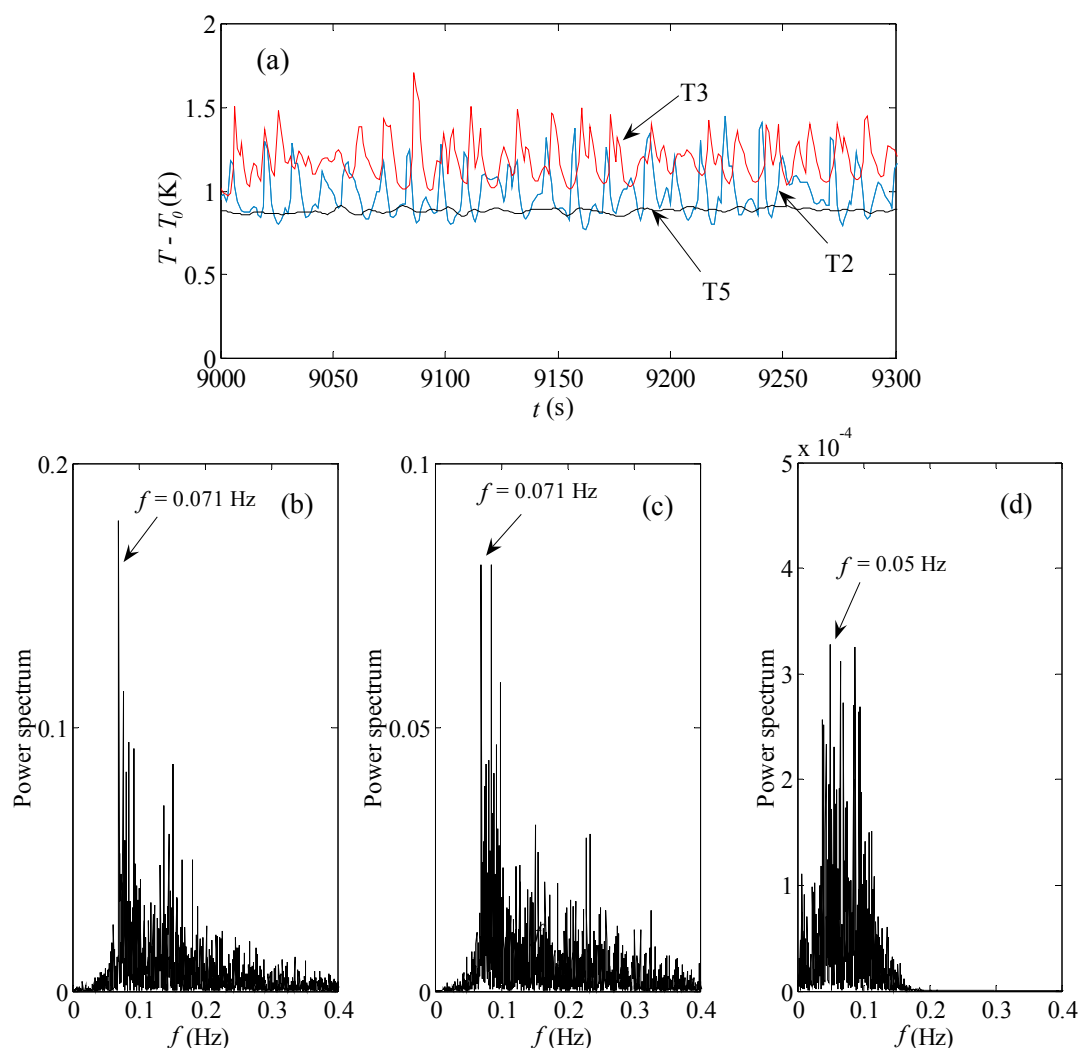 2
(a)
T3
1.5
1
T - T0 (K)
T2
0.5
T5
0
9000 9050 9100 9150 9200 9250 9300
t (s)
0.2
f = 0.071 Hz
(b)
0.1
Power spectrum
0
0 0.1 0.2 0.3 0.4
f (Hz)
0.1
f = 0.071 Hz
(c)
0.05
Power spectrum
0
0 0.1 0.2 0.3 0.4
f (Hz)
x 10-4
5
(d)
f = 0.05 Hz
4
3
Power spectrum
2
1
0
0 0.1 0.2 0.3 0.4
f (Hz)